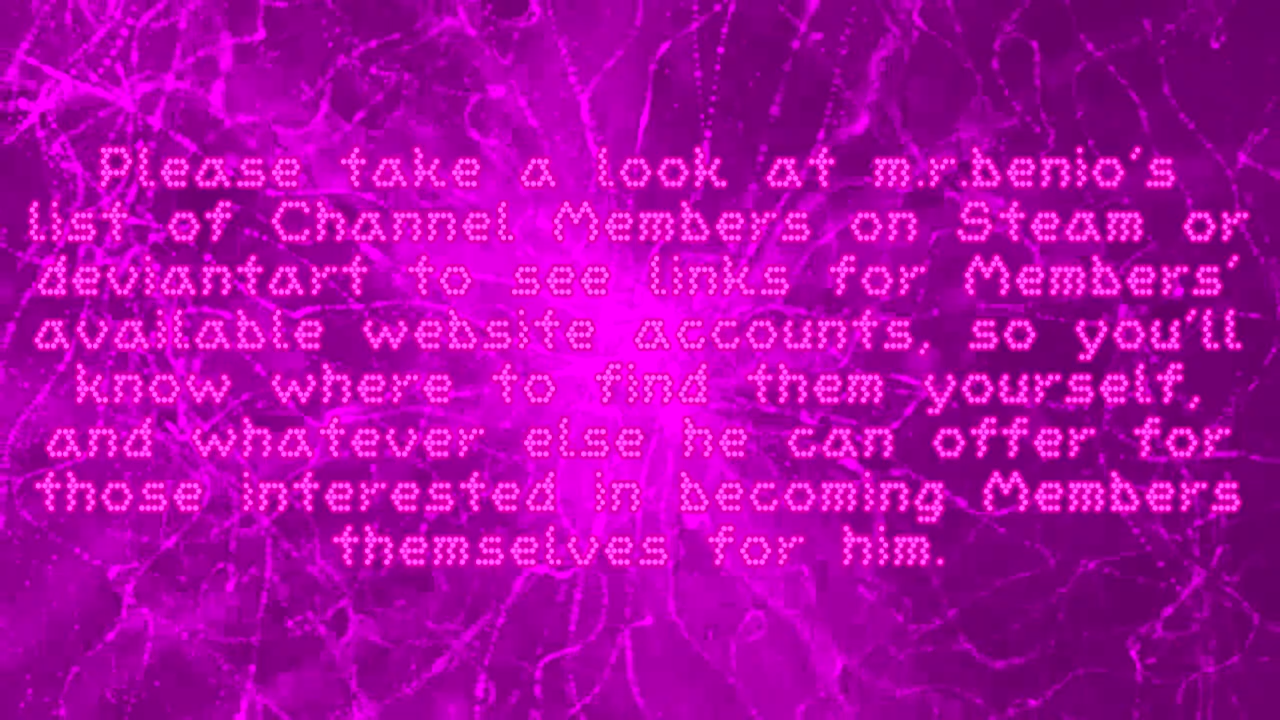 Please take a look at m.r.benio's
list of Channel Members on Steam or
deviantart to see links for Members'
available website accounts, so you'll
know where to find them yourself,
and whatever else he can offer for
those interested in becoming Members
themselves for him.